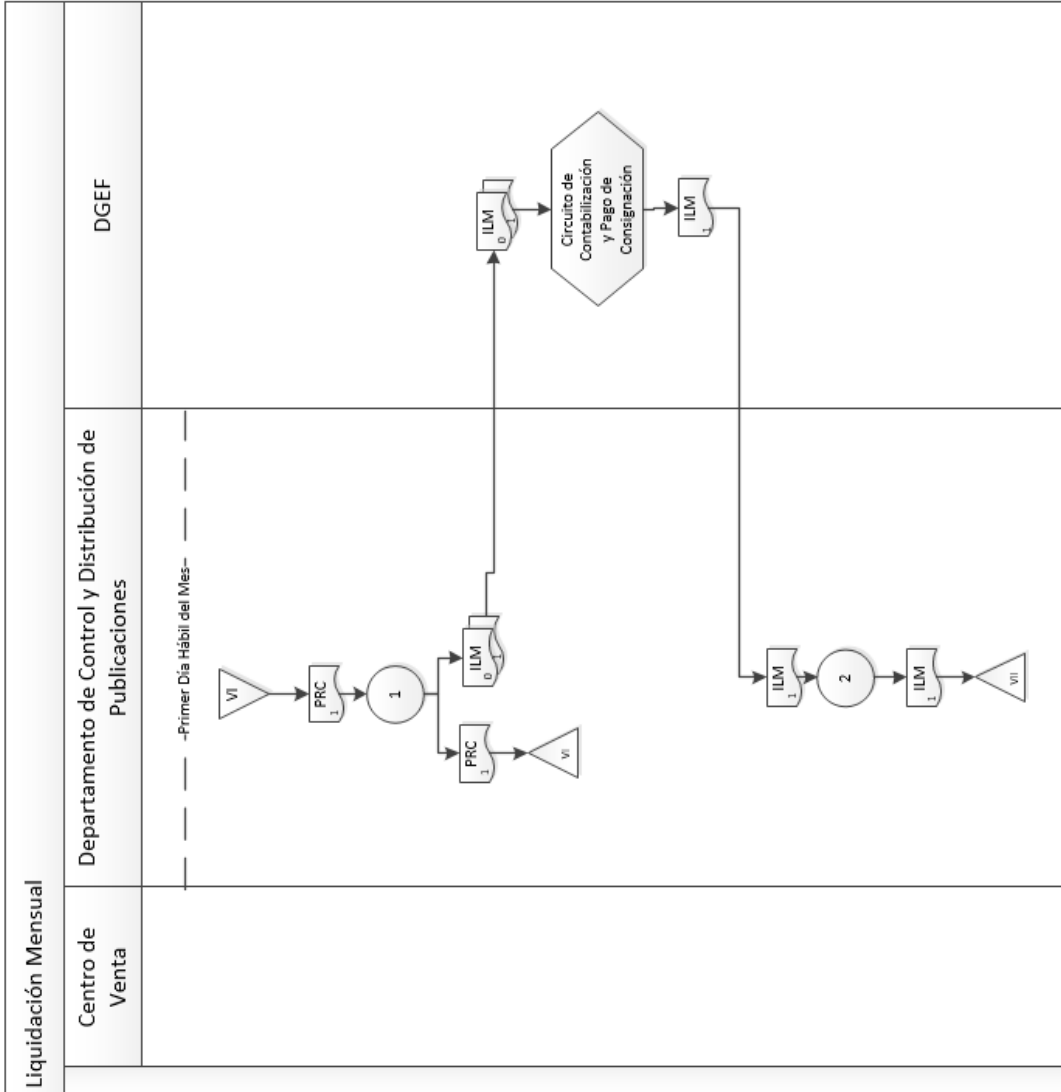 Liquidación Mensual
Centro de
Venta
Departamento de Control y Distribución de
Publicaciones
DGEF
-Primer Día Hábil del Mes-
VI
PRC
1
1
PRC
1
VI
ILM
0
1
ILM
0
1
Circuito de
Contabilización
y Pago de
Consignación
ILM
1
ILM
1
2
ILM
1
VII